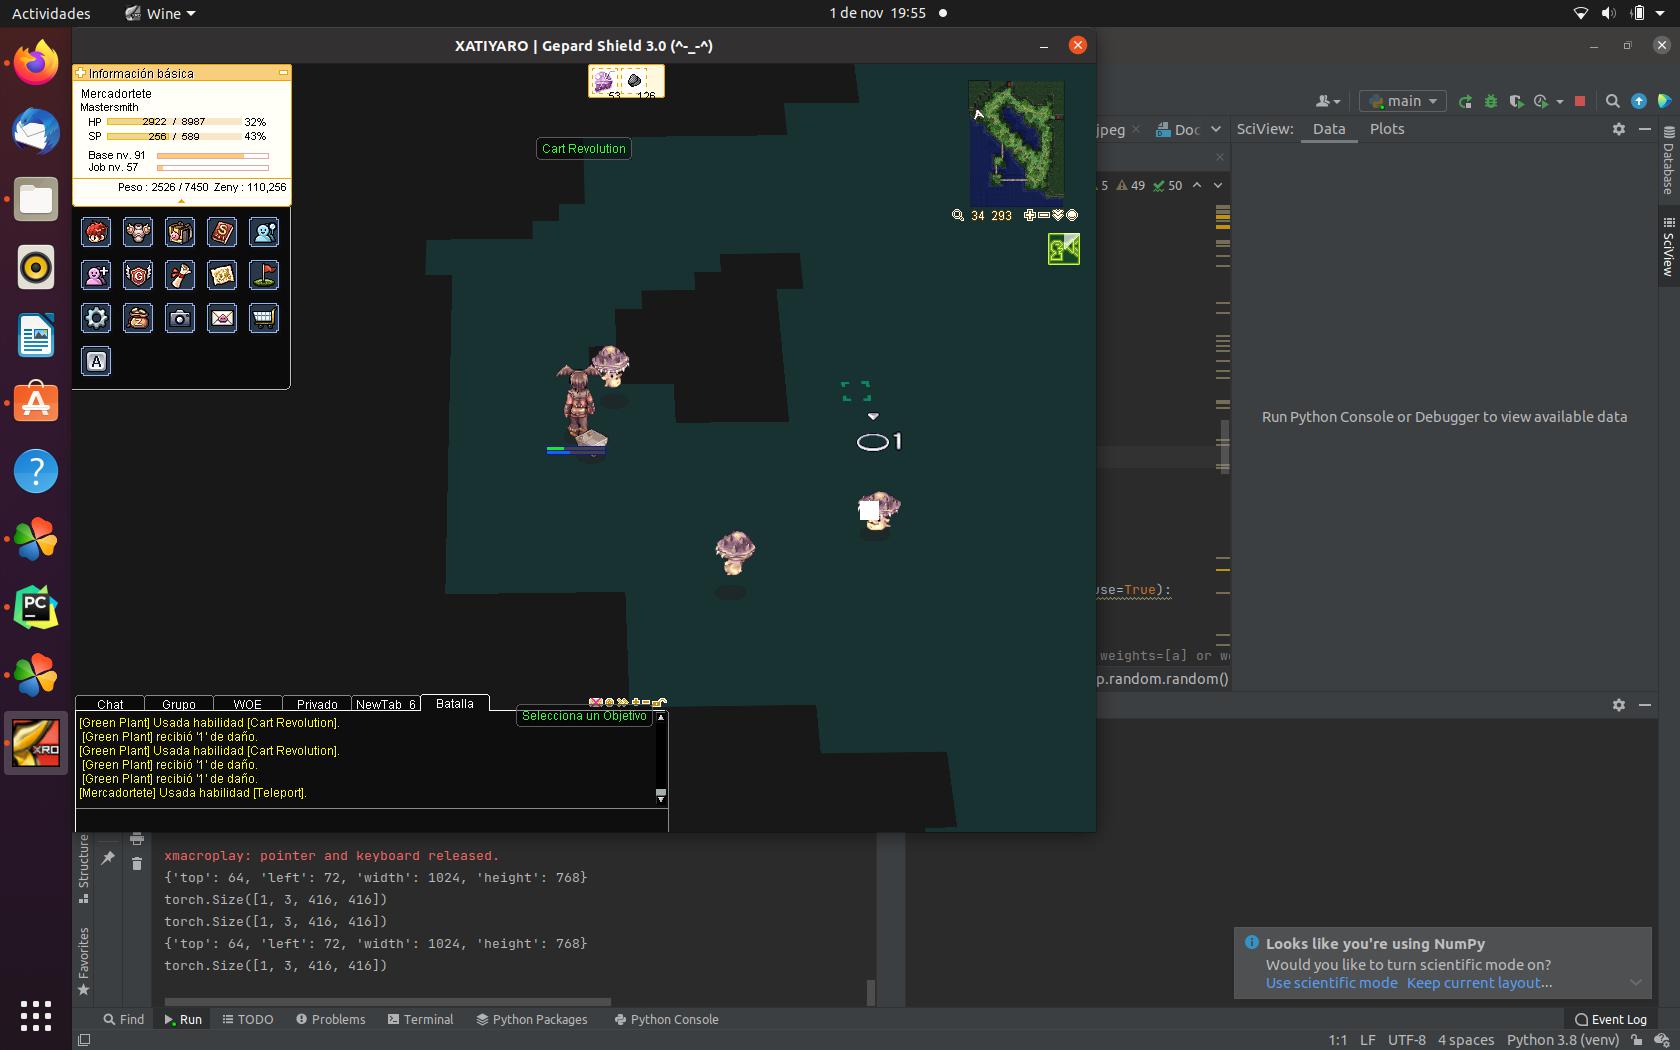 Actividades
Wine
1 de nov 19:55
XATIYARO | Gepard Shield 3.0 (^-_-^)
Información básica
Mercadortete
Mastersmith
HP 2922 / 8987 32%
SP 256 / 589 43%
Base nv. 91
Job nv. 57
Peso : 2526 / 7450 Zeny : 110,256
53 126
Cart Revolution
34 293
1
A
Chat Grupo WOE Privado NewTab 6 Batalla
Selecciona un Objetivo
[Green Plant] Usada habilidad [Cart Revolution].
[Green Plant] recibió '1' de daño.
[Green Plant] Usada habilidad [Cart Revolution].
[Green Plant] recibió '1' de daño.
[Green Plant] recibió '1' de daño.
[Mercadortete] Usada habilidad [Teleport].
main
jpeg Doc
SciView: Data Plots
5 49 50
Database
SciView
Run Python Console or Debugger to view available data
use=True):
weights=[a] or w
p.random.random()
xmacroplay: pointer and keyboard released.
{'top': 64, 'left': 72, 'width': 1024, 'height': 768}
torch.Size([1, 3, 416, 416])
torch.Size([1, 3, 416, 416])
{'top': 64, 'left': 72, 'width': 1024, 'height': 768}
torch.Size([1, 3, 416, 416])
Structure
Favorites
PC
XRO
Looks like you're using NumPy
Would you like to turn scientific mode on?
Use scientific mode Keep current layout...
Find Run TODO Problems Terminal Python Packages Python Console
Event Log
1:1 LF UTF-8 4 spaces Python 3.8 (venv)